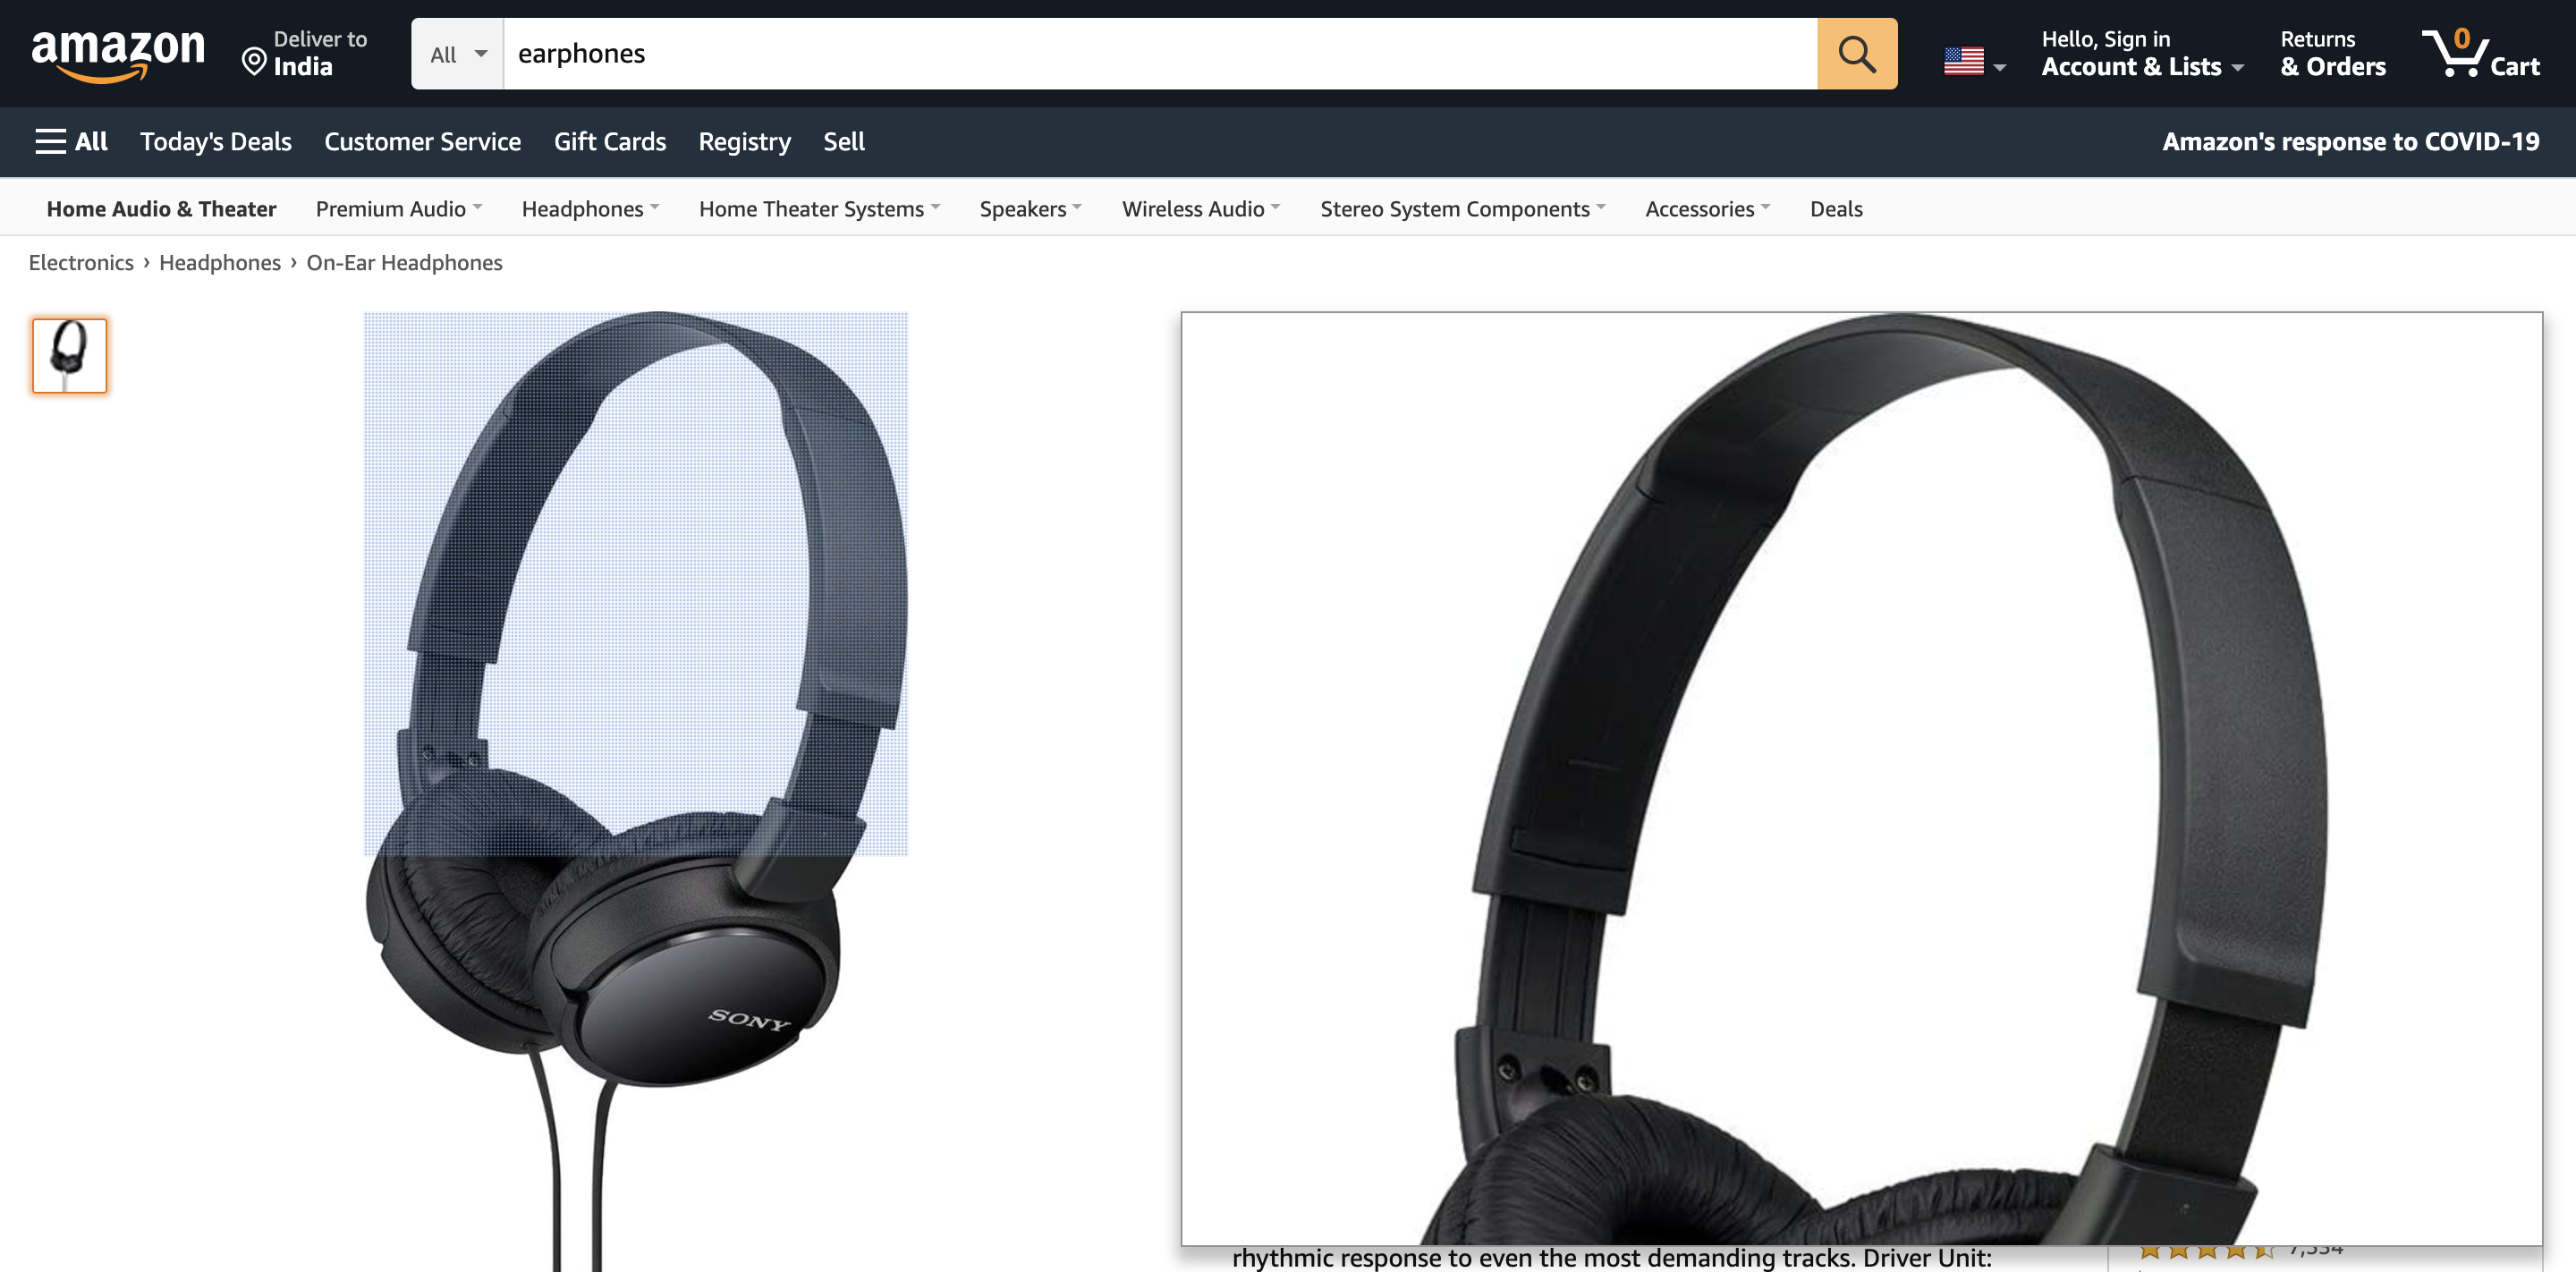 amazon
Deliver to
India
All
earphones
Hello, Sign in
Account & Lists
Returns
& Orders
0
Cart
All
Today's Deals
Customer Service
Gift Cards
Registry
Sell
Amazon's response to COVID-19
Home Audio & Theater
Premium Audio
Headphones
Home Theater Systems
Speakers
Wireless Audio
Stereo System Components
Accessories
Deals
Electronics › Headphones › On-Ear Headphones
SONY
rhythmic response to even the most demanding tracks. Driver Unit: